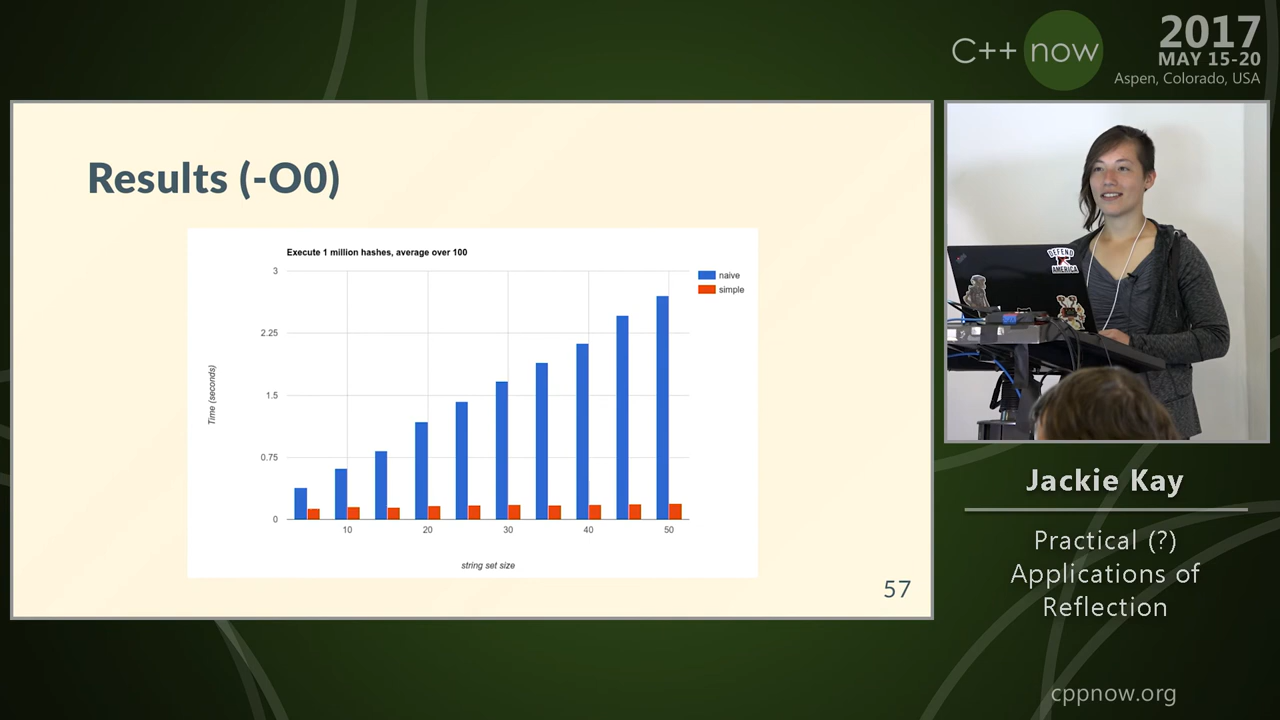 C++ now
2017
MAY 15-20
Aspen, Colorado, USA
Results (-O0)
Execute 1 million hashes, average over 100
3
2.25
1.5
0.75
0
Time (seconds)
10
20
30
40
50
string set size
naive
simple
57
DEFEND
AMERICA
Jackie Kay
Practical (?)
Applications of
Reflection
cppnow.org